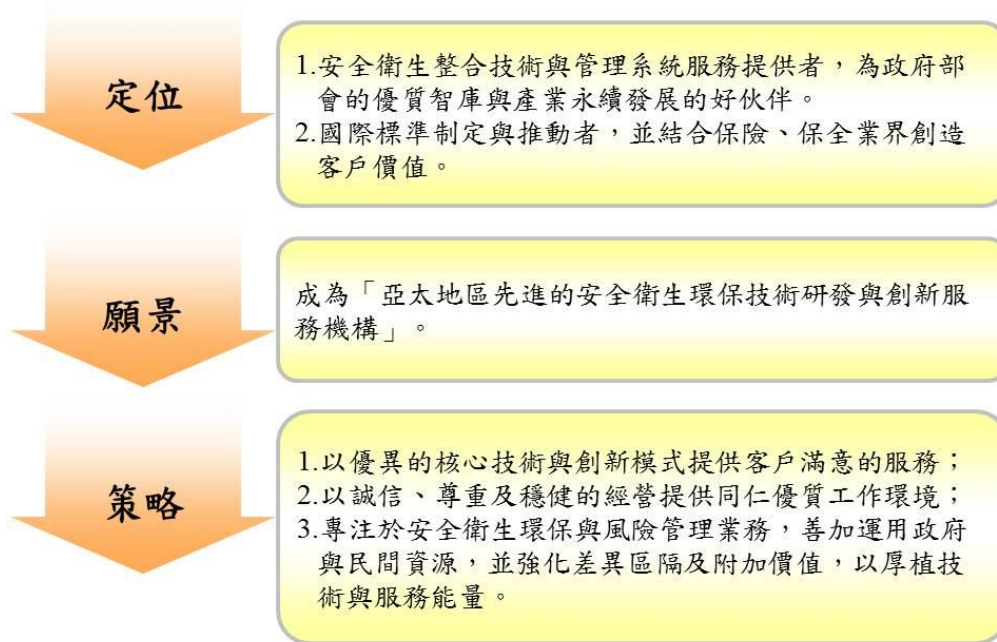 定位
1.安全衛生整合技術與管理系統服務提供者，為政府部
會的優質智庫與產業永續發展的好伙伴。
2.國際標準制定與推動者，並結合保險、保全業界創造
客戶價值。
願景
成為「亞太地區先進的安全衛生環保技術研發與創新服
務機構」。
策略
1.以優異的核心技術與創新模式提供客戶滿意的服務；
2.以誠信、尊重及穩健的經營提供同仁優質工作環境；
3.專注於安全衛生環保與風險管理業務，善加運用政府
與民間資源，並強化差異區隔及附加價值，以厚植技
術與服務能量。